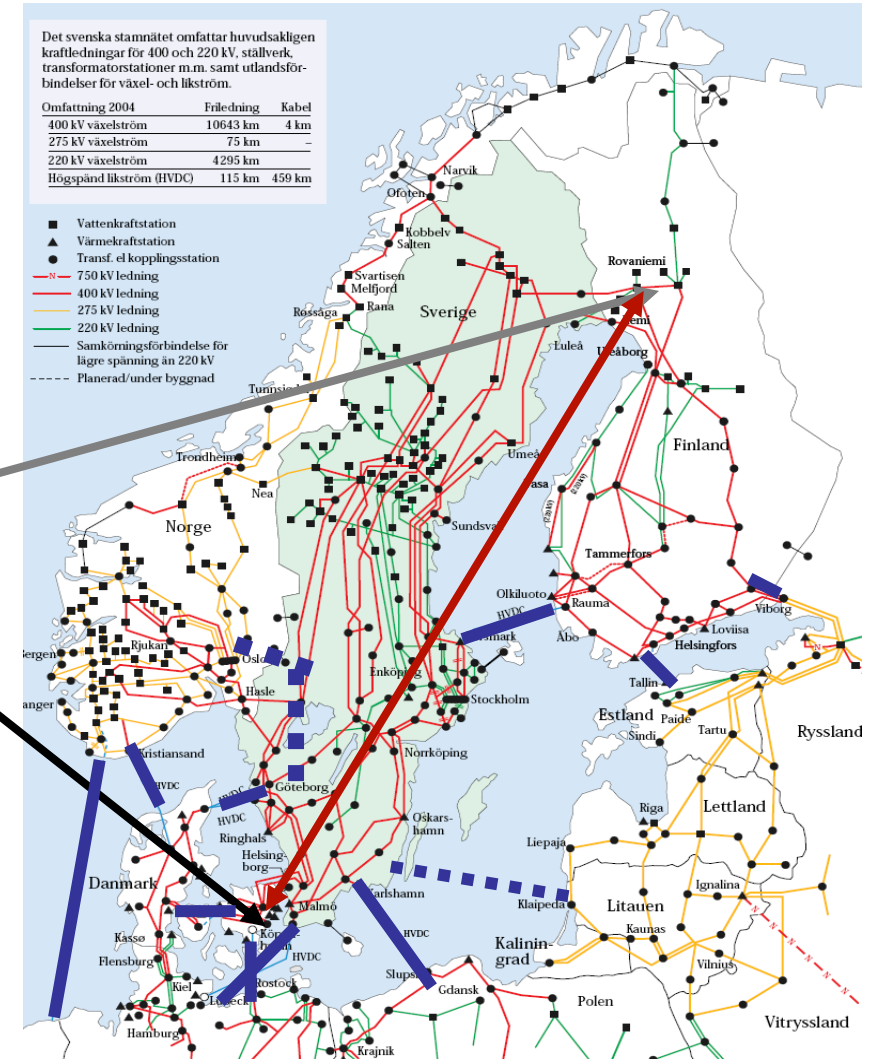 Det svenska stamnätet omfattar huvudsakligen
kraftledningar för 400 och 220 kV, ställverk,
transformatorstationer m.m. samt utlandsför-
bindelser för växel- och likström.
Omfattning 2004 Friledning Kabel
400 kV växelström 10643 km 4 km
275 kV växelström 75 km –
220 kV växelström 4295 km
Högspänd likström (HVDC) 115 km 459 km
Vattenkraftstation
Värmekraftstation
Transf. el kopplingsstation
N 750 kV ledning
400 kV ledning
275 kV ledning
220 kV ledning
Samkörningsförbindelse för
lägre spänning än 220 kV
Planerad/under byggnad
Narvik
Ofoten
Kobbelv
Salten
Svartisen
Melfjord
Rana
Røssåga
Rovaniemi
Sverige
Luleå
Uleåborg
Finland
Trondheim
Nea
Umeå
(220 kV)
(220 kV)
Norge
Sundsva
Tammerfors
Olkiluoto
HVDC
Rauma
Viborg
Åbo
Loviisa
Helsingfors
Rjukan
Oslo
Hasle
Enköping
Stockholm
Tallin
Estland
Paide
Sindi
Tartu
N
Ryssland
Kristiansand
HVDC
Norrköping
Göteborg
HVDC
HVDC
Ringhals
Oskars-
hamn
Helsing-
borg
Riga
Lettland
Liepaja
Danmark
Karlshamn
Malmö
Klaipeda
Litauen
Ignalina
Kaunas
Vilnius
N N N N N
Kassø
Flensburg
Kiel
HVDC
HVDC
Kalinin-
grad
Rostock
Gdansk
Polen
Vitryssland
Hamburg
Krajnik